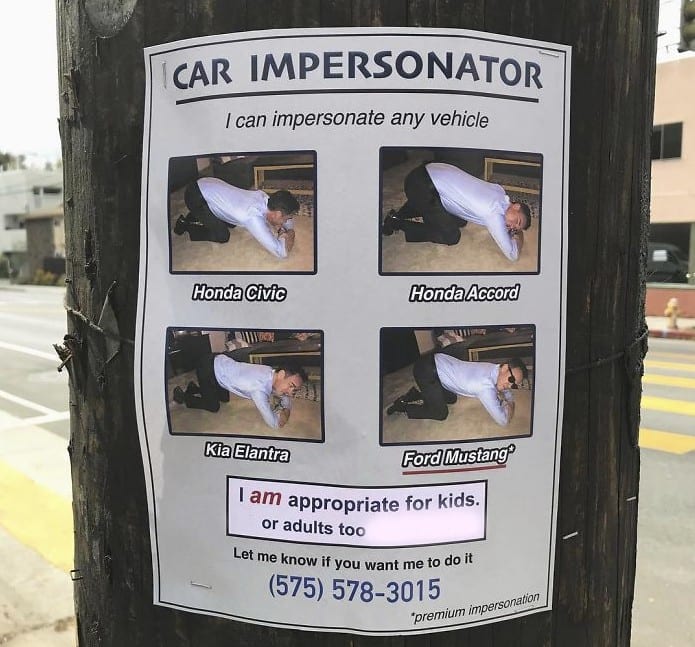 CAR IMPERSONATOR
I can impersonate any vehicle
Honda Civic
Honda Accord
Kia Elantra
Ford Mustang*
I am appropriate for kids.
or adults too
Let me know if you want me to do it
(575) 578-3015
*premium impersonation